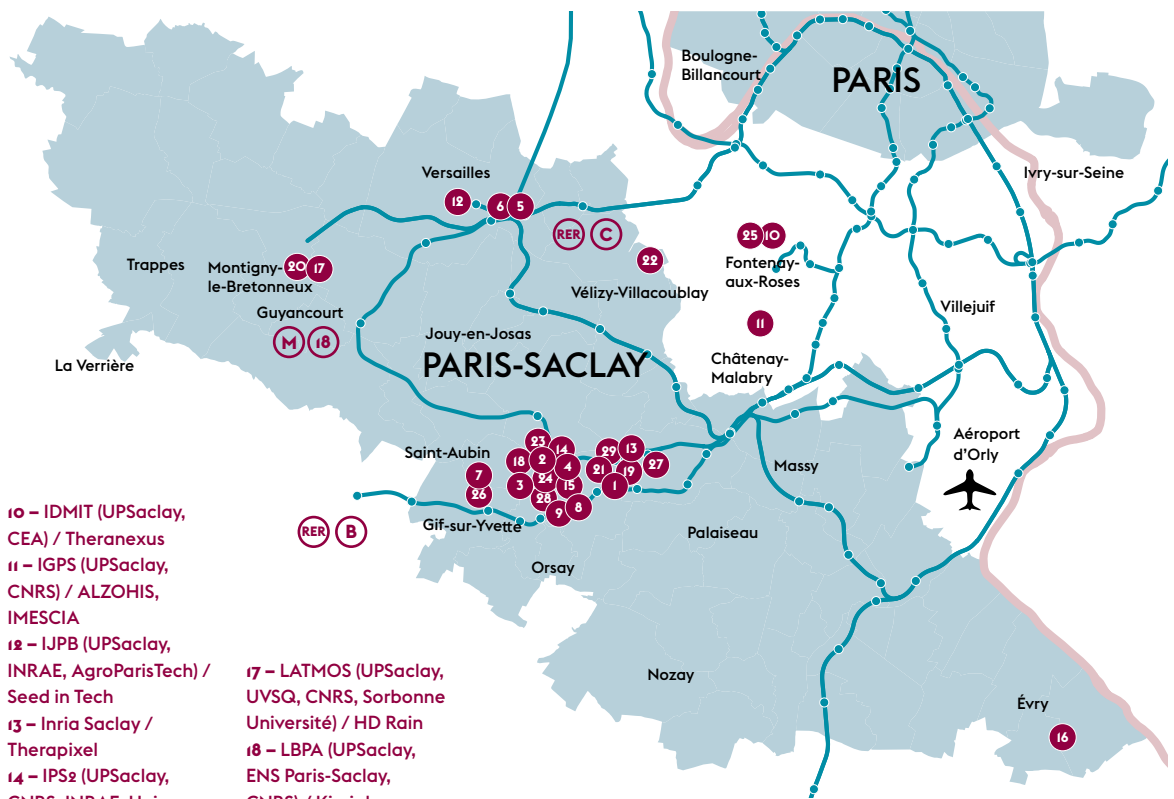 Boulogne-
Billancourt
PARIS
Ivry-sur-Seine
Versailles
12
6
5
RER
C
22
25
10
Fontenay-
aux-Roses
Trappes
20
17
Montigny-
le-Bretonneux
Vélizy-Villacoublay
Guyancourt
M
18
11
Villejuif
Jouy-en-Josas
PARIS-SACLAY
La Verrière
Châtenay-
Malabry
Saint-Aubin
23
14
29
13
18
2
4
21
19
27
7
26
3
24
15
1
28
9
8
Massy
Aéroport
d'Orly
RER
B
Gif-sur-Yvette
Palaiseau
Orsay
Nozay
Évry
16
10 – IDMIT (UPSaclay,
CEA) / Theranexus
11 – IGPS (UPSaclay,
CNRS) / ALZOHIS,
IMESCIA
12 – IJPB (UPSaclay,
INRAE, AgroParisTech) /
Seed in Tech
13 – Inria Saclay /
Therapixel
14 – IPS2 (UPSaclay,
17 – LATMOS (UPSaclay,
UVSQ, CNRS, Sorbonne
Université) / HD Rain
18 – LBPA (UPSaclay,
ENS Paris-Saclay,